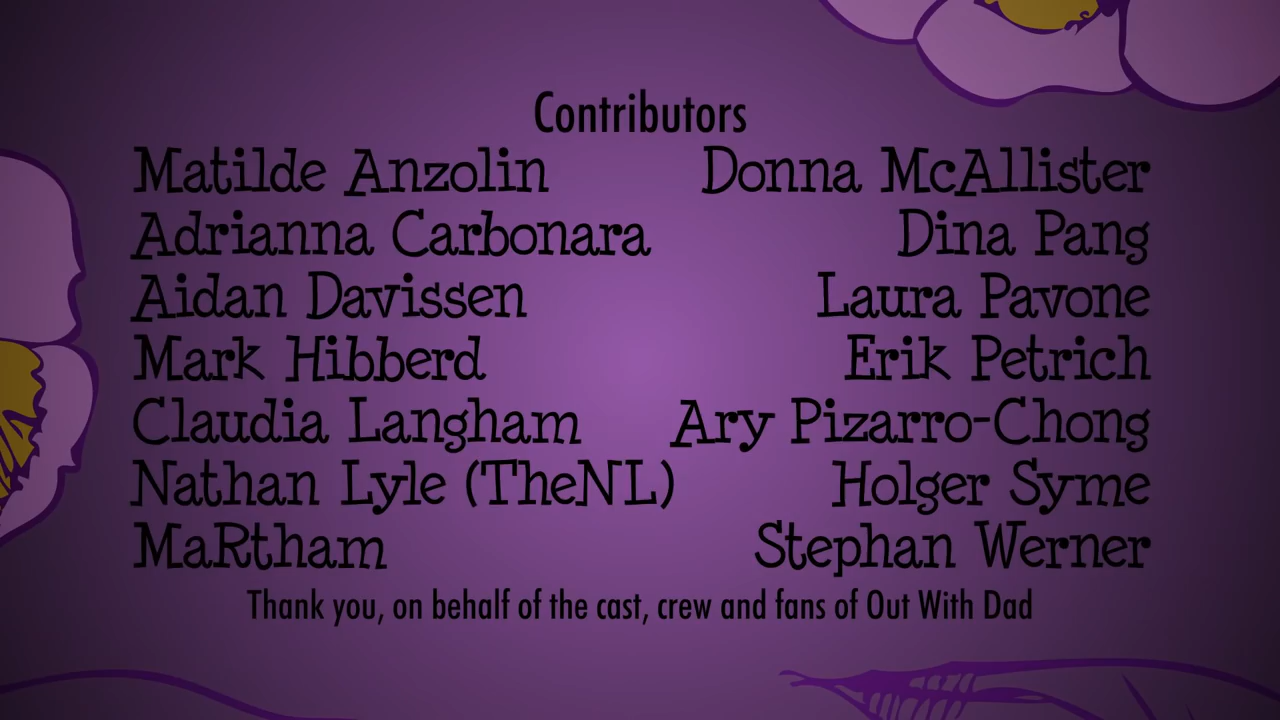 Contributors
Matilde Anzolin Donna McAllister
Adrianna Carbonara Dina Pang
Aidan Davissen Laura Pavone
Mark Hibberd Erik Petrich
Claudia Langham Ary Pizarro-Chong
Nathan Lyle (TheNL) Holger Syme
MaRtham Stephan Werner
Thank you, on behalf of the cast, crew and fans of Out With Dad